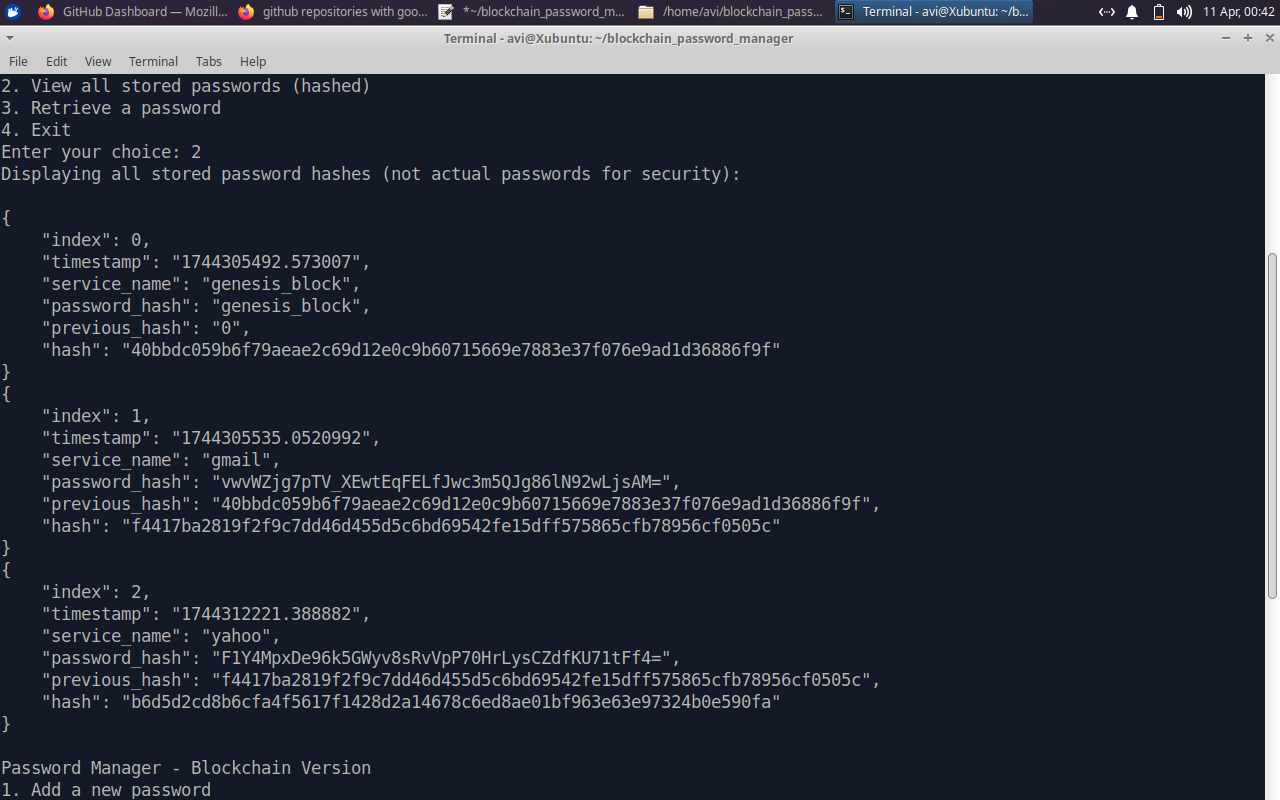 GitHub Dashboard — Mozill...
github repositories with goo...
*~/blockchain_password_m...
/home/avi/blockchain_pass...
Terminal - avi@Xubuntu: ~/b...
11 Apr, 00:42
Terminal - avi@Xubuntu: ~/blockchain_password_manager
File Edit View Terminal Tabs Help
2. View all stored passwords (hashed)
3. Retrieve a password
4. Exit
Enter your choice: 2
Displaying all stored password hashes (not actual passwords for security):
{
    "index": 0,
    "timestamp": "1744305492.573007",
    "service_name": "genesis_block",
    "password_hash": "genesis_block",
    "previous_hash": "0",
    "hash": "40bbdc059b6f79aeae2c69d12e0c9b60715669e7883e37f076e9ad1d36886f9f"
}
{
    "index": 1,
    "timestamp": "1744305535.0520992",
    "service_name": "gmail",
    "password_hash": "vwvWZjg7pTV_XEwtEqFELfJwc3m5QJg86lN92wLjsAM=",
    "previous_hash": "40bbdc059b6f79aeae2c69d12e0c9b60715669e7883e37f076e9ad1d36886f9f",
    "hash": "f4417ba2819f2f9c7dd46d455d5c6bd69542fe15dff575865cfb78956cf0505c"
}
{
    "index": 2,
    "timestamp": "1744312221.388882",
    "service_name": "yahoo",
    "password_hash": "F1Y4MpxDe96k5GWyv8sRvVpP70HrLysCZdfKU71tFf4=",
    "previous_hash": "f4417ba2819f2f9c7dd46d455d5c6bd69542fe15dff575865cfb78956cf0505c",
    "hash": "b6d5d2cd8b6cfa4f5617f1428d2a14678c6ed8ae01bf963e63e97324b0e590fa"
}
Password Manager - Blockchain Version
1. Add a new password